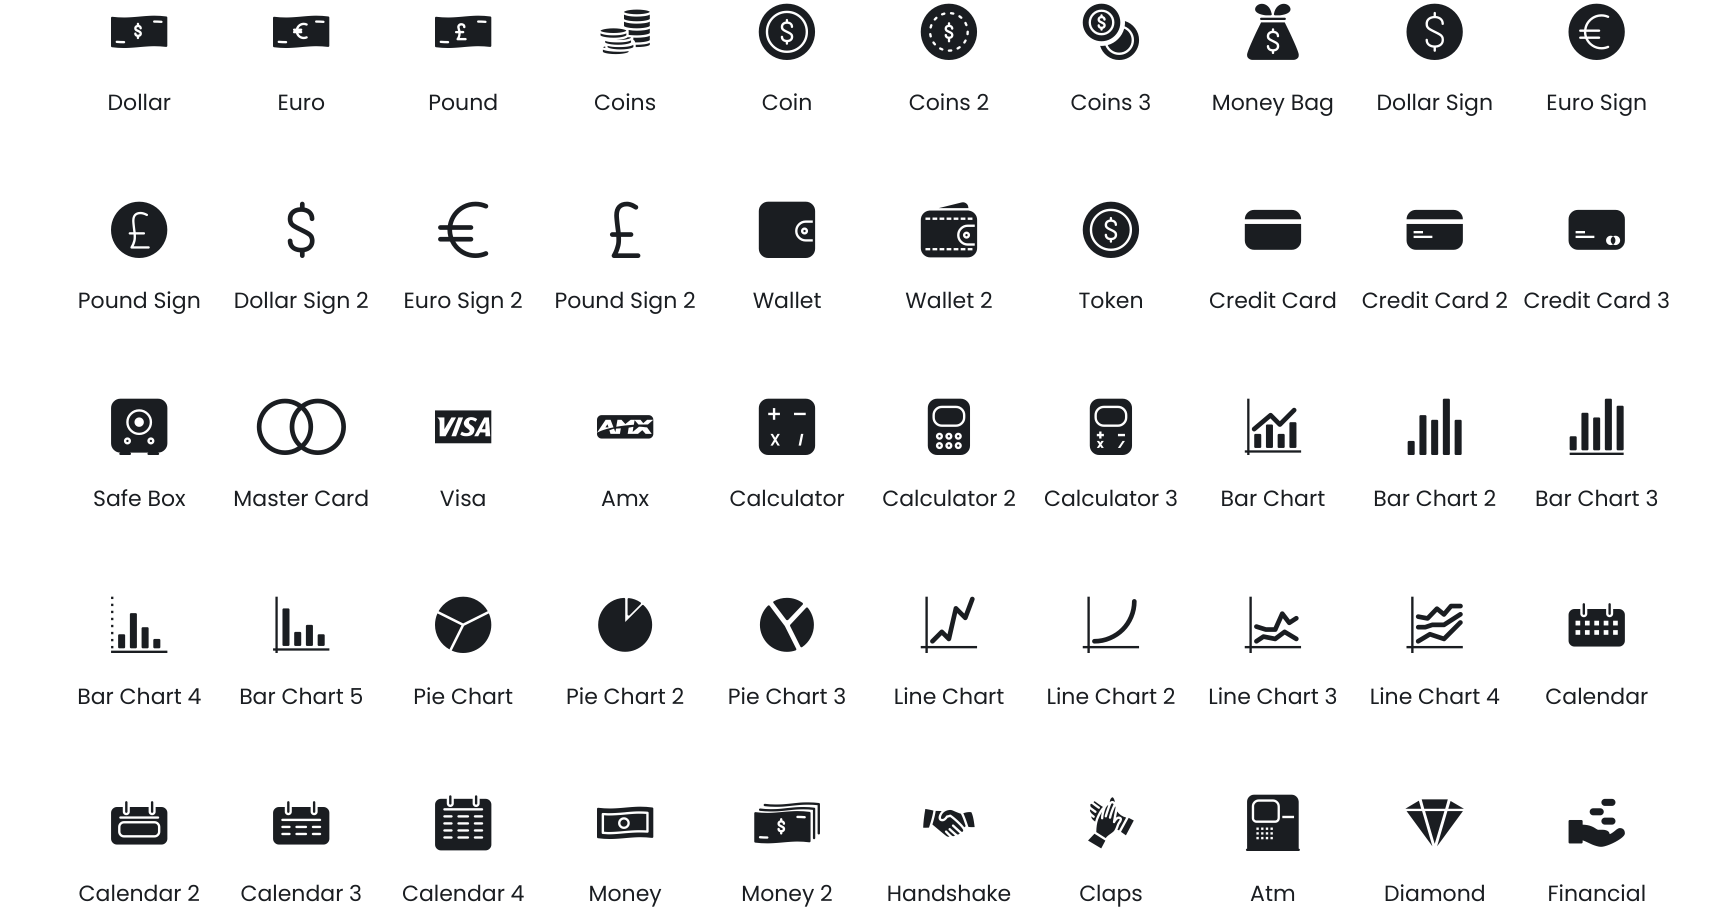 Dollar Euro Pound Coins Coin Coins 2 Coins 3 Money Bag Dollar Sign Euro Sign
Pound Sign Dollar Sign 2 Euro Sign 2 Pound Sign 2 Wallet Wallet 2 Token Credit Card Credit Card 2 Credit Card 3
VISA AMX
Safe Box Master Card Visa Amx Calculator Calculator 2 Calculator 3 Bar Chart Bar Chart 2 Bar Chart 3
Bar Chart 4 Bar Chart 5 Pie Chart Pie Chart 2 Pie Chart 3 Line Chart Line Chart 2 Line Chart 3 Line Chart 4 Calendar
Calendar 2 Calendar 3 Calendar 4 Money Money 2 Handshake Claps Atm Diamond Financial